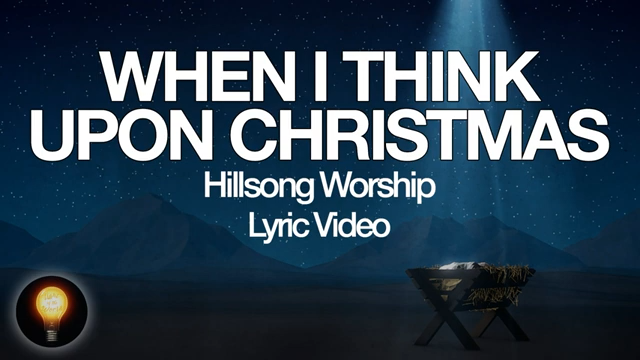 WHEN I THINK
UPON CHRISTMAS
Hillsong Worship
Lyric Video